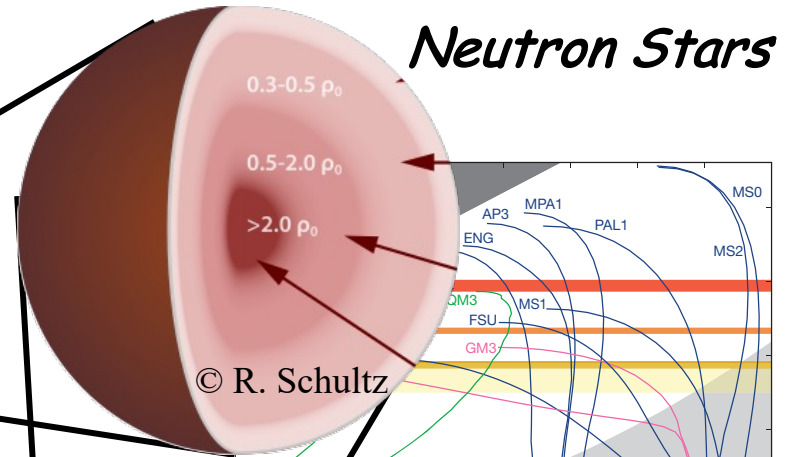 Neutron Stars
0.3-0.5 ρ₀
0.5-2.0 ρ₀
>2.0 ρ₀
MS0
MPA1
AP3
PAL1
ENG
MS2
QM3
MS1
FSU
GM3
© R. Schultz